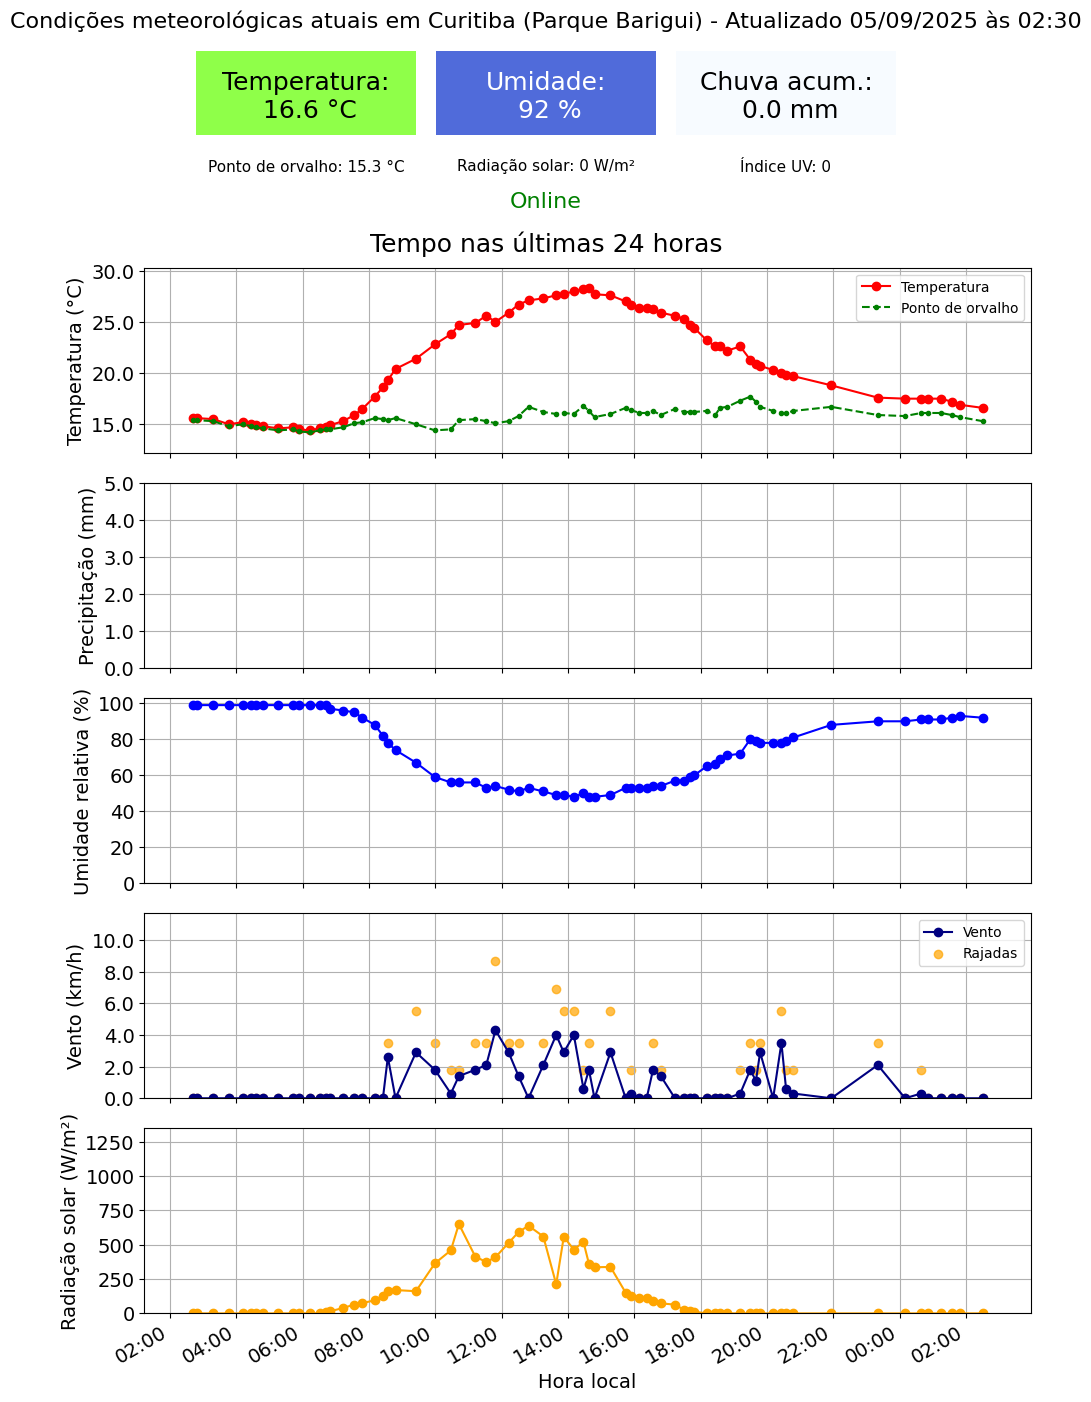 Condições meteorológicas atuais em Curitiba (Parque Barigui) - Atualizado 05/09/2025 às 02:30
Temperatura:
16.6 °C
Umidade:
92 %
Chuva acum.:
0.0 mm
Ponto de orvalho: 15.3 °C
Radiação solar: 0 W/m²
Índice UV: 0
Online
Tempo nas últimas 24 horas
Temperatura (°C)
30.0
25.0
20.0
15.0
Temperatura
Ponto de orvalho
Precipitação (mm)
5.0
4.0
3.0
2.0
1.0
0.0
Umidade relativa (%)
100
80
60
40
20
0
Vento (km/h)
10.0
8.0
6.0
4.0
2.0
0.0
Vento
Rajadas
Radiação solar (W/m²)
1250
1000
750
500
250
0
02:00
04:00
06:00
08:00
10:00
12:00
14:00
16:00
18:00
20:00
22:00
00:00
02:00
Hora local